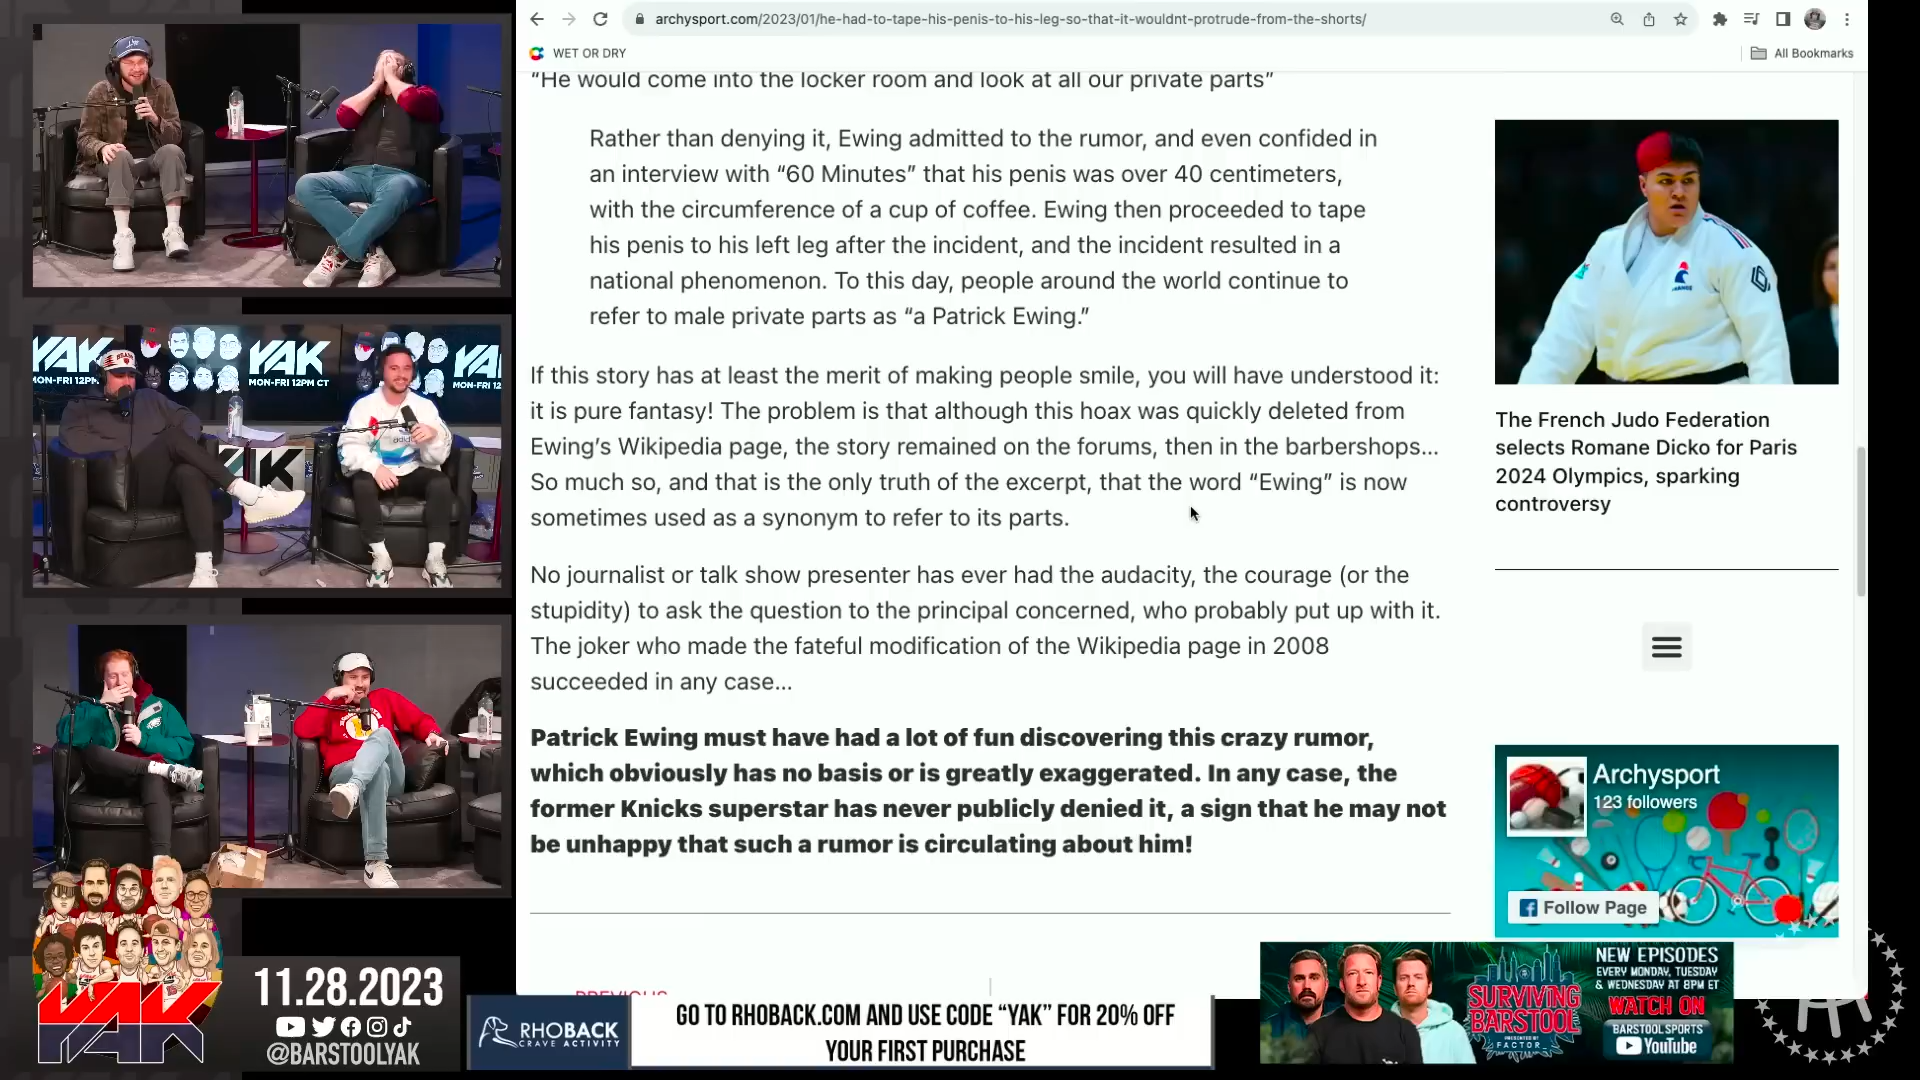 archysport.com/2023/01/he-had-to-tape-his-penis-to-his-leg-so-that-it-wouldnt-protrude-from-the-shorts/
WET OR DRY
All Bookmarks
“He would come into the locker room and look at all our private parts”
Rather than denying it, Ewing admitted to the rumor, and even confided in
an interview with “60 Minutes” that his penis was over 40 centimeters,
with the circumference of a cup of coffee. Ewing then proceeded to tape
his penis to his left leg after the incident, and the incident resulted in a
national phenomenon. To this day, people around the world continue to
refer to male private parts as “a Patrick Ewing.”
If this story has at least the merit of making people smile, you will have understood it:
it is pure fantasy! The problem is that although this hoax was quickly deleted from
Ewing’s Wikipedia page, the story remained on the forums, then in the barbershops…
So much so, and that is the only truth of the excerpt, that the word “Ewing” is now
sometimes used as a synonym to refer to its parts.
No journalist or talk show presenter has ever had the audacity, the courage (or the
stupidity) to ask the question to the principal concerned, who probably put up with it.
The joker who made the fateful modification of the Wikipedia page in 2008
succeeded in any case…
Patrick Ewing must have had a lot of fun discovering this crazy rumor,
which obviously has no basis or is greatly exaggerated. In any case, the
former Knicks superstar has never publicly denied it, a sign that he may not
be unhappy that such a rumor is circulating about him!
PREVIOUS
The French Judo Federation
selects Romane Dicko for Paris
2024 Olympics, sparking
controversy
Archysport
123 followers
Follow Page
YAK
MON-FRI 12PM
YAK
MON-FRI 12PM CT
YA
MON-FRI 12
YAK
11.28.2023
@BARSTOOLYAK
RHOBACK
CRAVE ACTIVITY
GO TO RHOBACK.COM AND USE CODE “YAK” FOR 20% OFF
YOUR FIRST PURCHASE
SURVIVING
BARSTOOL
PRESENTED BY
FACTOR_
NEW EPISODES
EVERY MONDAY, TUESDAY
& WEDNESDAY AT 8PM ET
WATCH ON
BARSTOOL SPORTS
YouTube